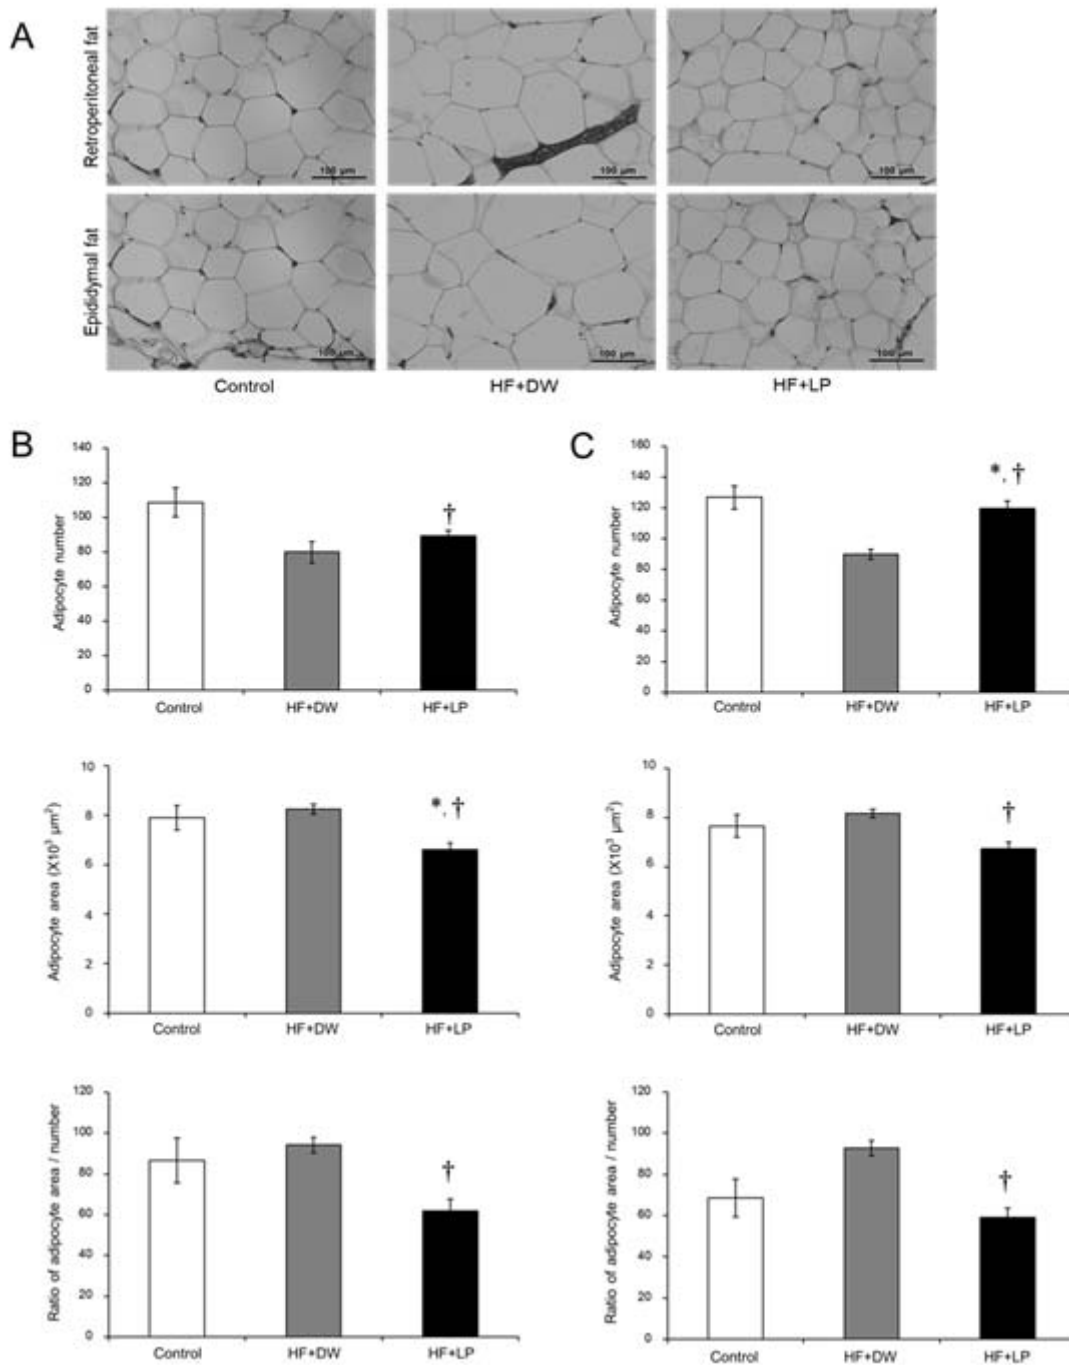 A
Retroperitoneal fat
100 µm
100 µm
100 µm
Epididymal fat
100 µm
100 µm
100 µm
Control
HF+DW
HF+LP
B
Adipocyte number
140
120
100
80
60
40
20
0
†
Control
HF+DW
HF+LP
C
Adipocyte number
160
140
120
100
80
60
40
20
0
*, †
Control
HF+DW
HF+LP
Adipocyte area (X10³ µm²)
10
8
6
4
2
0
*, †
Control
HF+DW
HF+LP
Adipocyte area (X10³ µm²)
10
8
6
4
2
0
†
Control
HF+DW
HF+LP
Ratio of adipocyte area / number
120
100
80
60
40
20
0
†
Control
HF+DW
HF+LP
Ratio of adipocyte area / number
120
100
80
60
40
20
0
†
Control
HF+DW
HF+LP